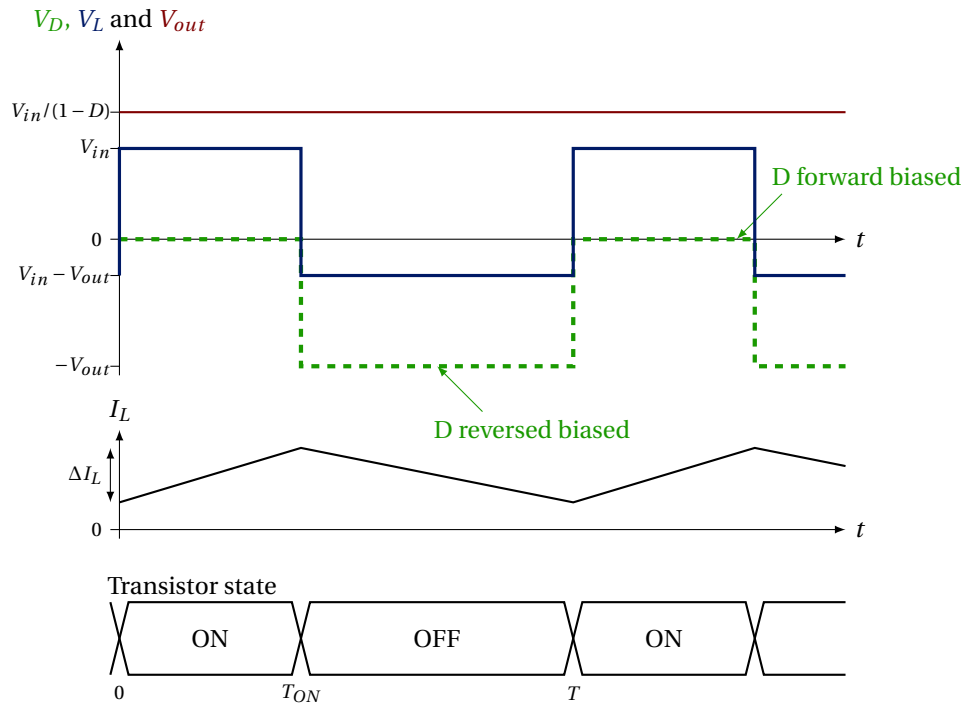 V_D, V_L and V_out
V_in/(1 − D)
V_in
D forward biased
0
t
V_in − V_out
−V_out
I_L
D reversed biased
ΔI_L
0
t
Transistor state
ON
OFF
ON
0
T_ON
T